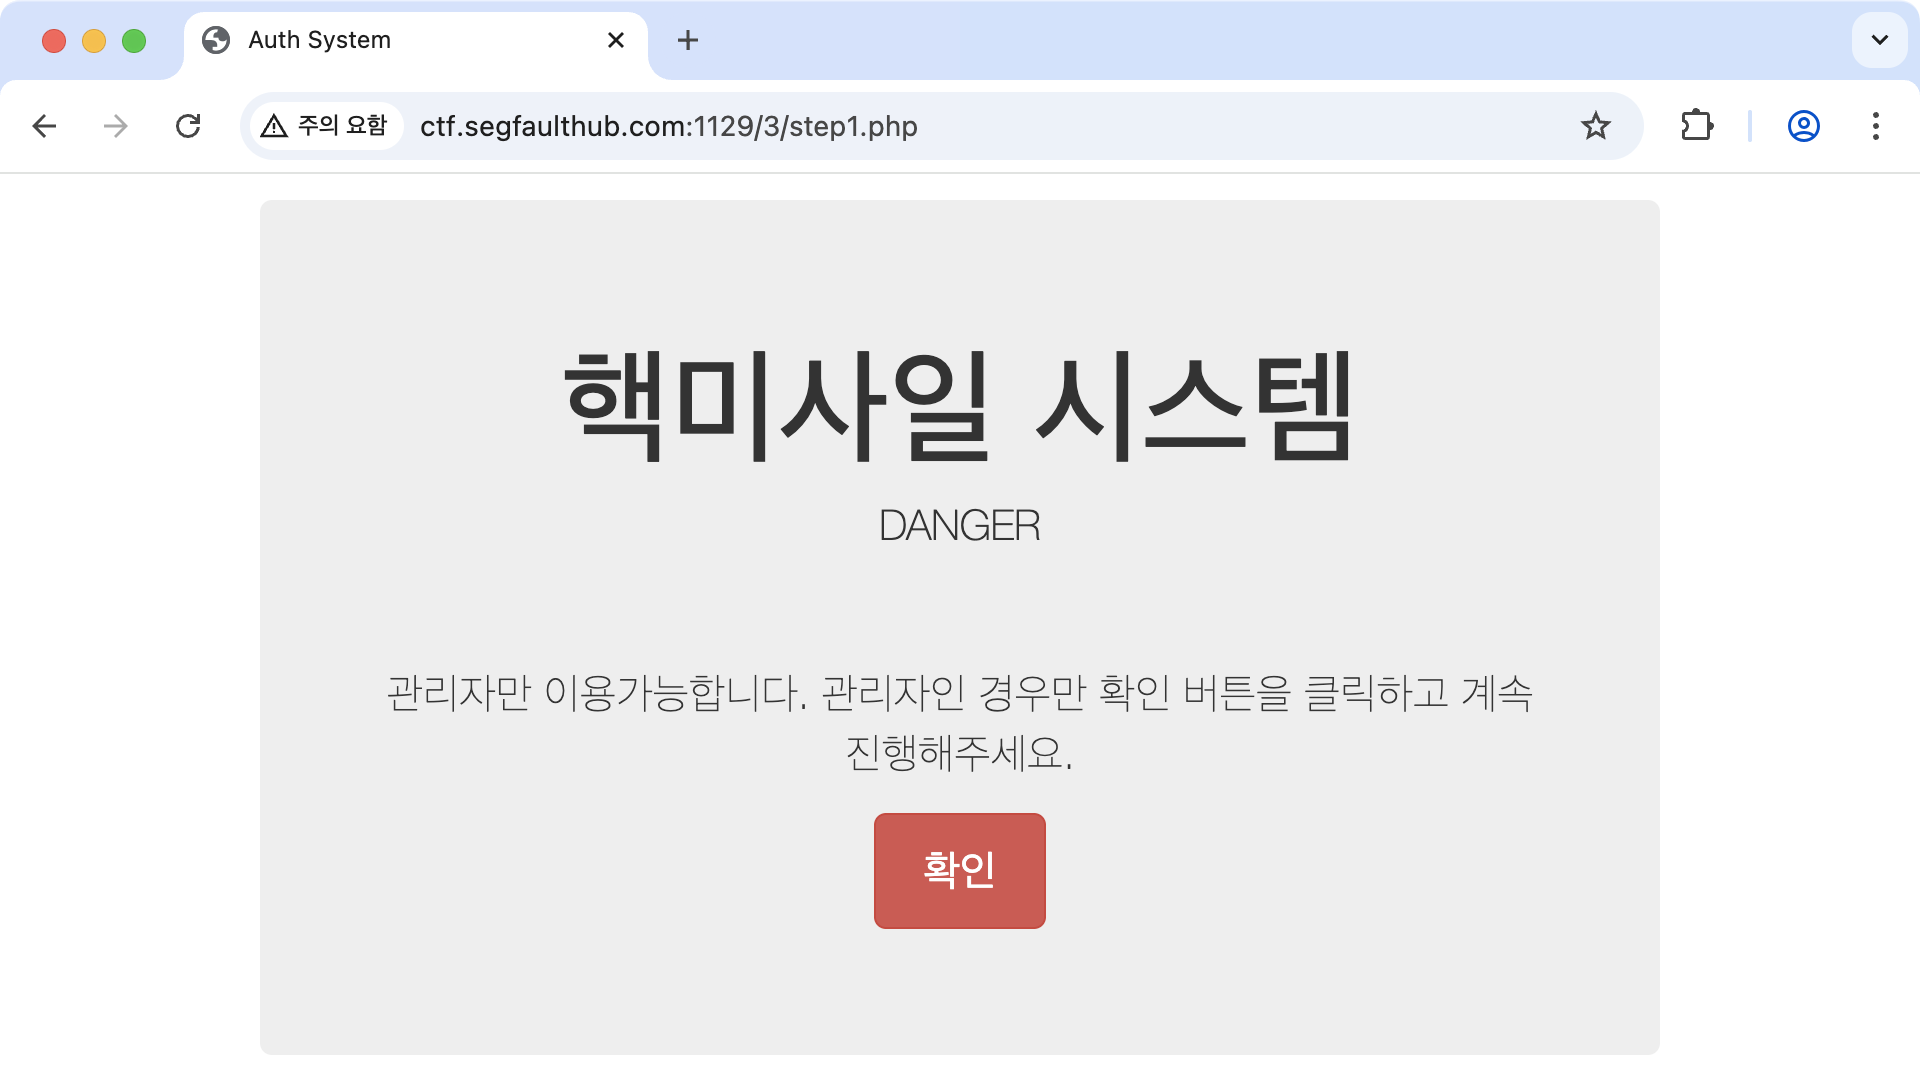 Auth System
주의 요함
ctf.segfaulthub.com:1129/3/step1.php
핵미사일 시스템
DANGER
관리자만 이용가능합니다. 관리자인 경우만 확인 버튼을 클릭하고 계속
진행해주세요.
확인